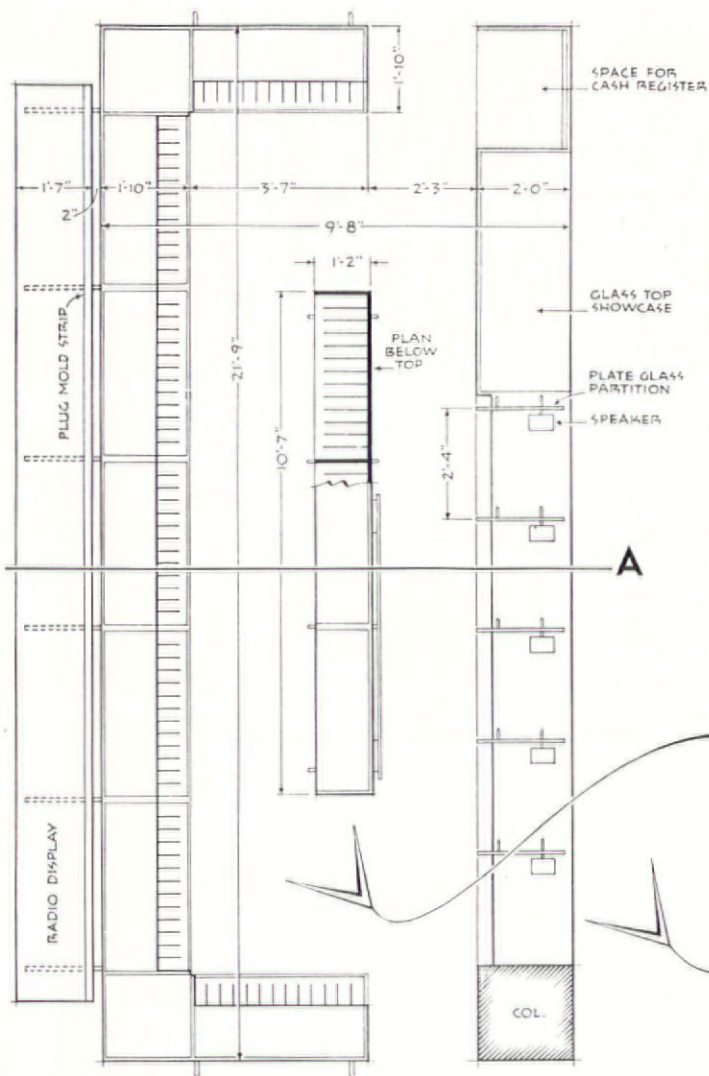 1'-10"
SPACE FOR
CASH REGISTER
1'-7"
2"
1'-10"
3'-7"
2'-3"
2'-0"
9'-8"
1'-2"
PLUG MOLD STRIP
21'-9"
10'-7"
PLAN
BELOW
TOP
GLASS TOP
SHOWCASE
PLATE GLASS
PARTITION
SPEAKER
2'-4"
A
RADIO DISPLAY
COL.